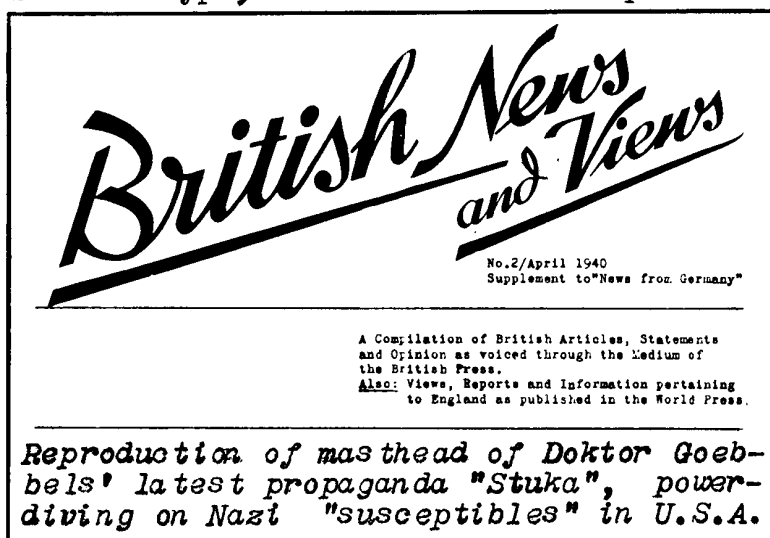 British News
and Views
No.2/April 1940
Supplement to"News from Germany"
A Compilation of British Articles, Statements
and Opinion as voiced through the Medium of
the British Press.
Also: Views, Reports and Information pertaining
to England as published in the World Press.
Reproduction of masthead of Doktor Goeb-
bels' latest propaganda "Stuka", power-
diving on Nazi "susceptibles" in U.S.A.